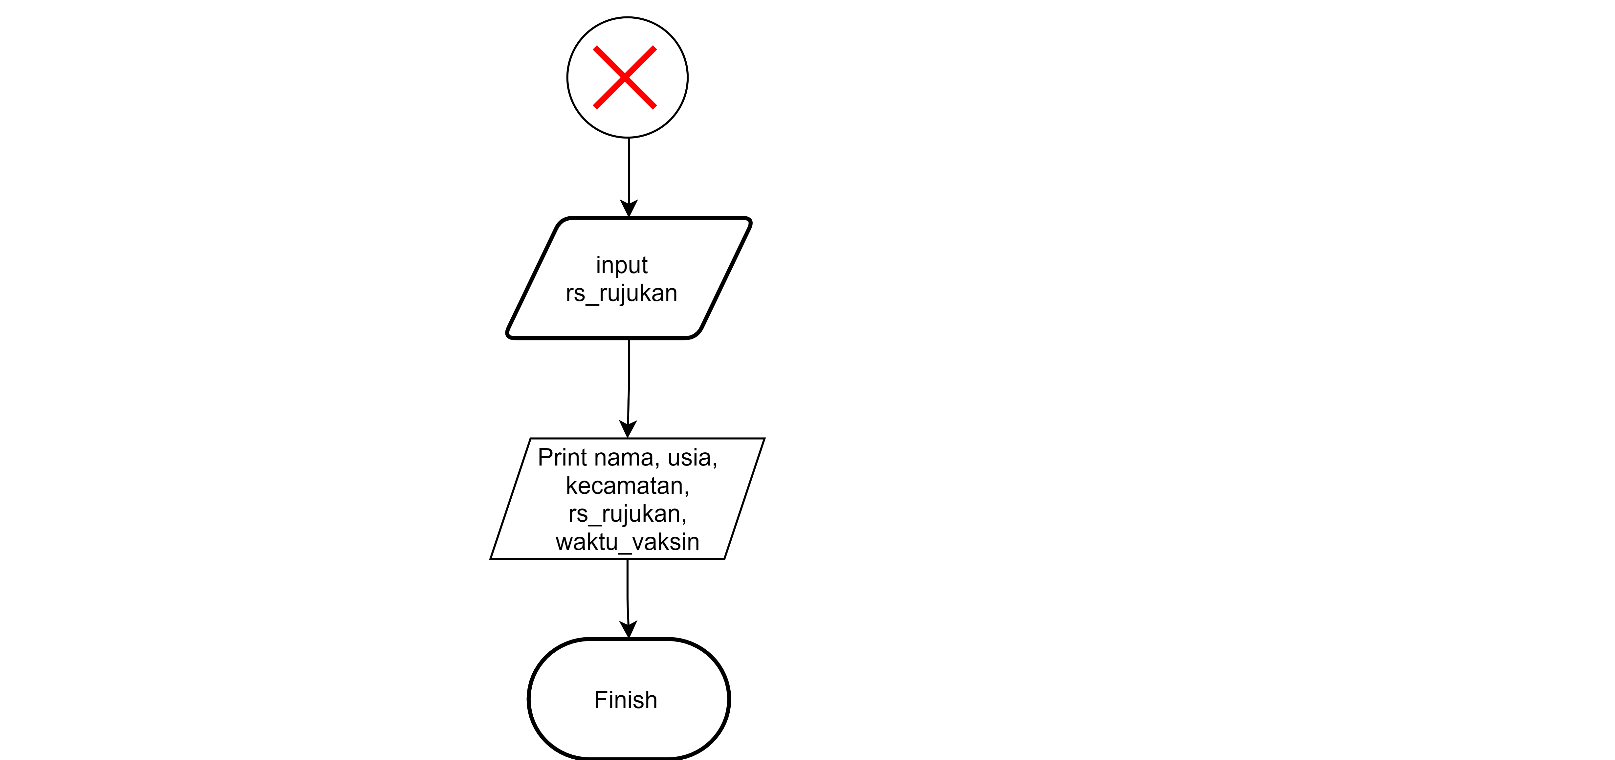 input
rs_rujukan
Print nama, usia,
kecamatan,
rs_rujukan,
waktu_vaksin
Finish